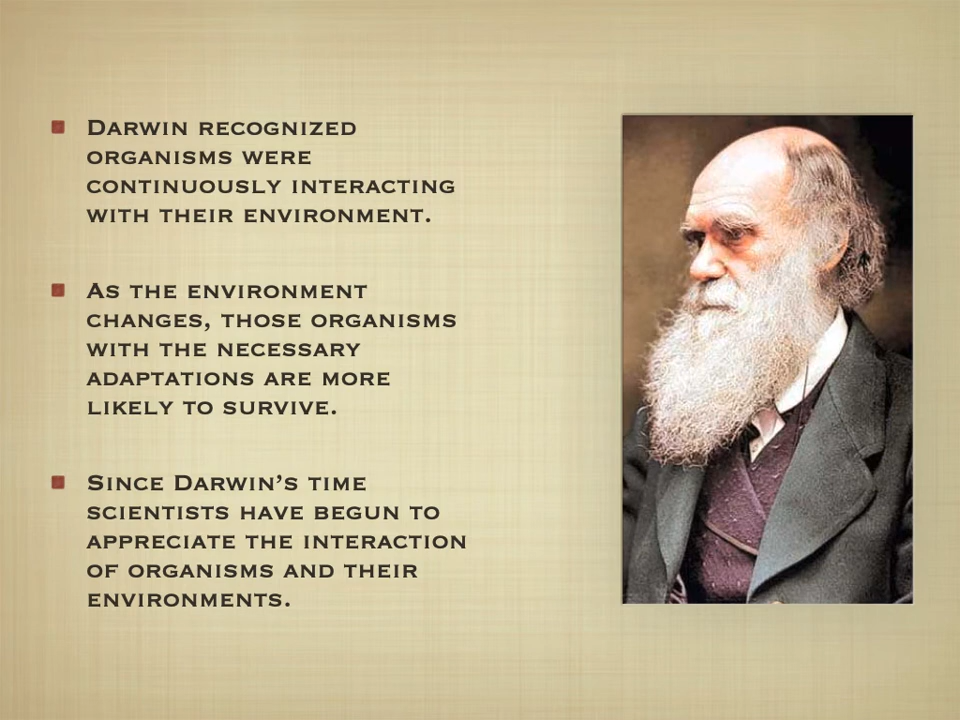 Darwin recognized
organisms were
continuously interacting
with their environment.
As the environment
changes, those organisms
with the necessary
adaptations are more
likely to survive.
Since Darwin’s time
scientists have begun to
appreciate the interaction
of organisms and their
environments.